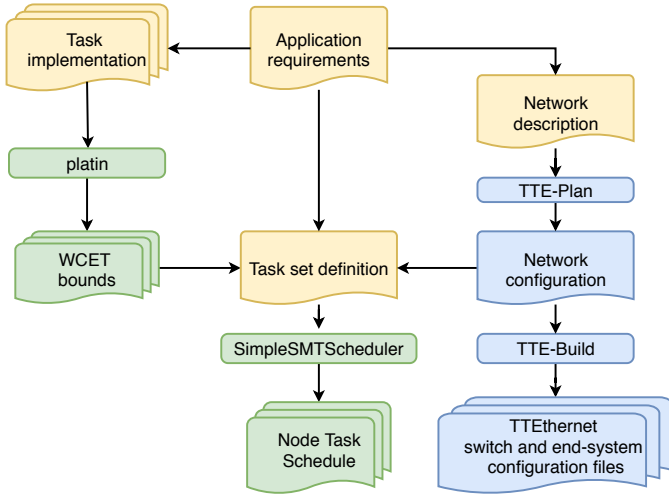 Task
implementation
Application
requirements
Network
description
platin
TTE-Plan
WCET
bounds
Task set definition
Network
configuration
SimpleSMTScheduler
TTE-Build
Node Task
Schedule
TTEthernet
switch and end-system
configuration files